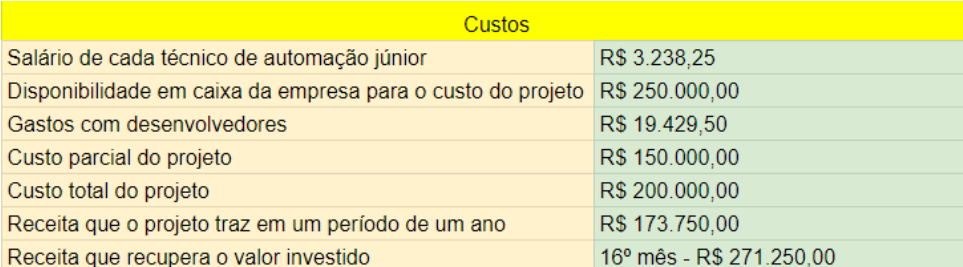 Custos
Salário de cada técnico de automação júnior R$ 3.238,25
Disponibilidade em caixa da empresa para o custo do projeto R$ 250.000,00
Gastos com desenvolvedores R$ 19.429,50
Custo parcial do projeto R$ 150.000,00
Custo total do projeto R$ 200.000,00
Receita que o projeto traz em um período de um ano R$ 173.750,00
Receita que recupera o valor investido 16º mês - R$ 271.250,00